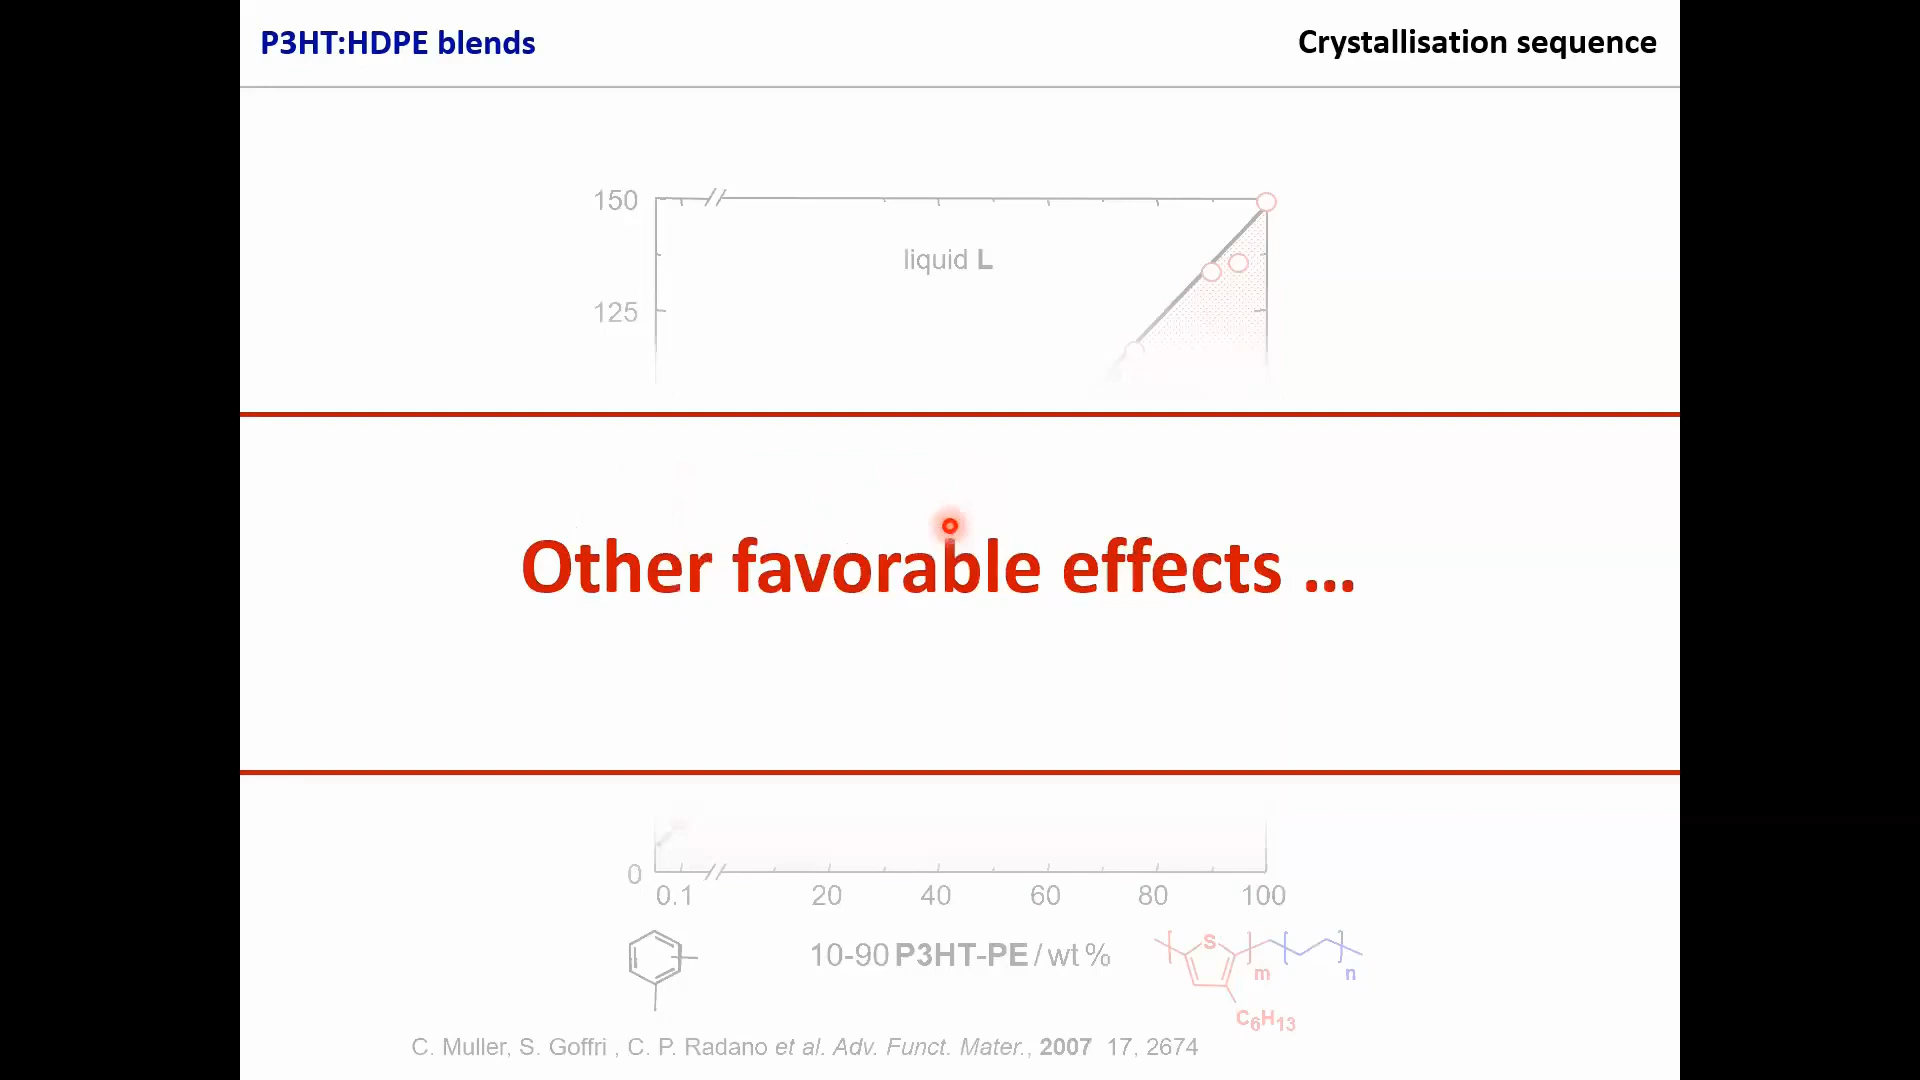 P3HT:HDPE blends
Crystallisation sequence
150
liquid L
125
Other favorable effects ...
0
0.1 20 40 60 80 100
10-90 P3HT-PE / wt %
S
m
n
C6H13
C. Muller, S. Goffri , C. P. Radano et al. Adv. Funct. Mater., 2007 17, 2674